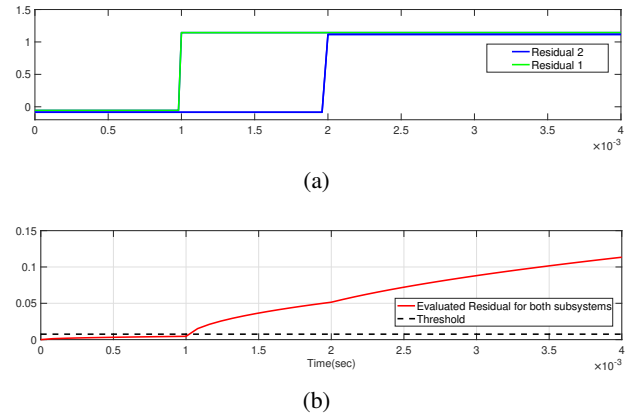 1.5
1
0.5
0
Residual 2
Residual 1
0 0.5 1 1.5 2 2.5 3 3.5 4
×10⁻³
(a)
0.15
0.1
0.05
0
Evaluated Residual for both subsystems
Threshold
0 0.5 1 1.5 2 2.5 3 3.5 4
Time(sec)
×10⁻³
(b)